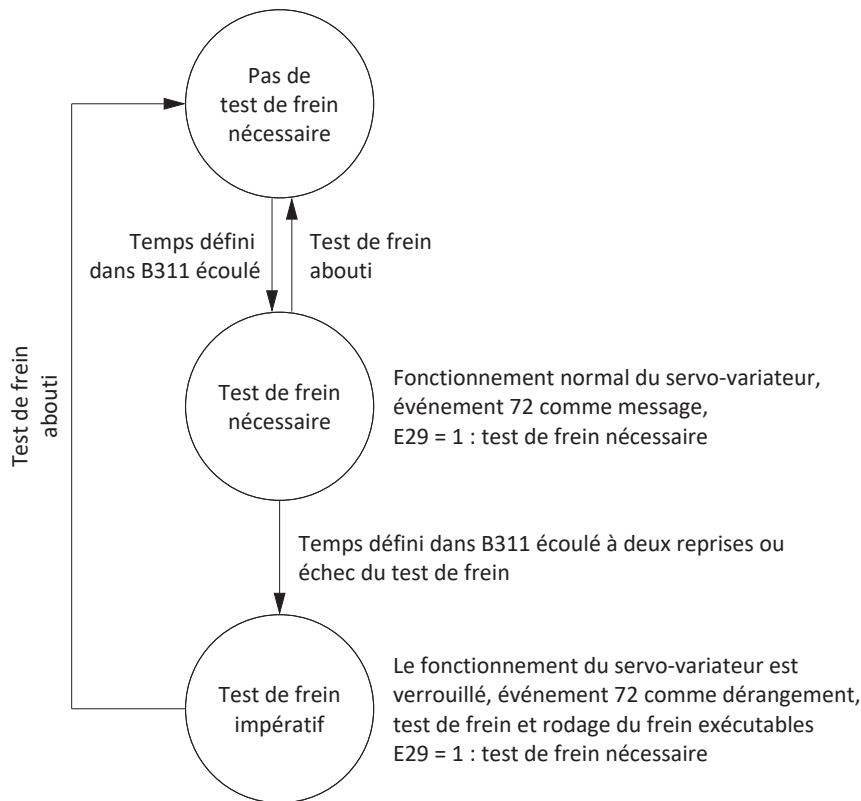 Pas de
test de frein
nécessaire
Temps défini
dans B311 écoulé
Test de frein
abouti
Test de frein
abouti
Test de frein
nécessaire
Fonctionnement normal du servo-variateur,
événement 72 comme message,
E29 = 1 : test de frein nécessaire
Temps défini dans B311 écoulé à deux reprises ou
échec du test de frein
Test de frein
impératif
Le fonctionnement du servo-variateur est
verrouillé, événement 72 comme dérangement,
test de frein et rodage du frein exécutables
E29 = 1 : test de frein nécessaire